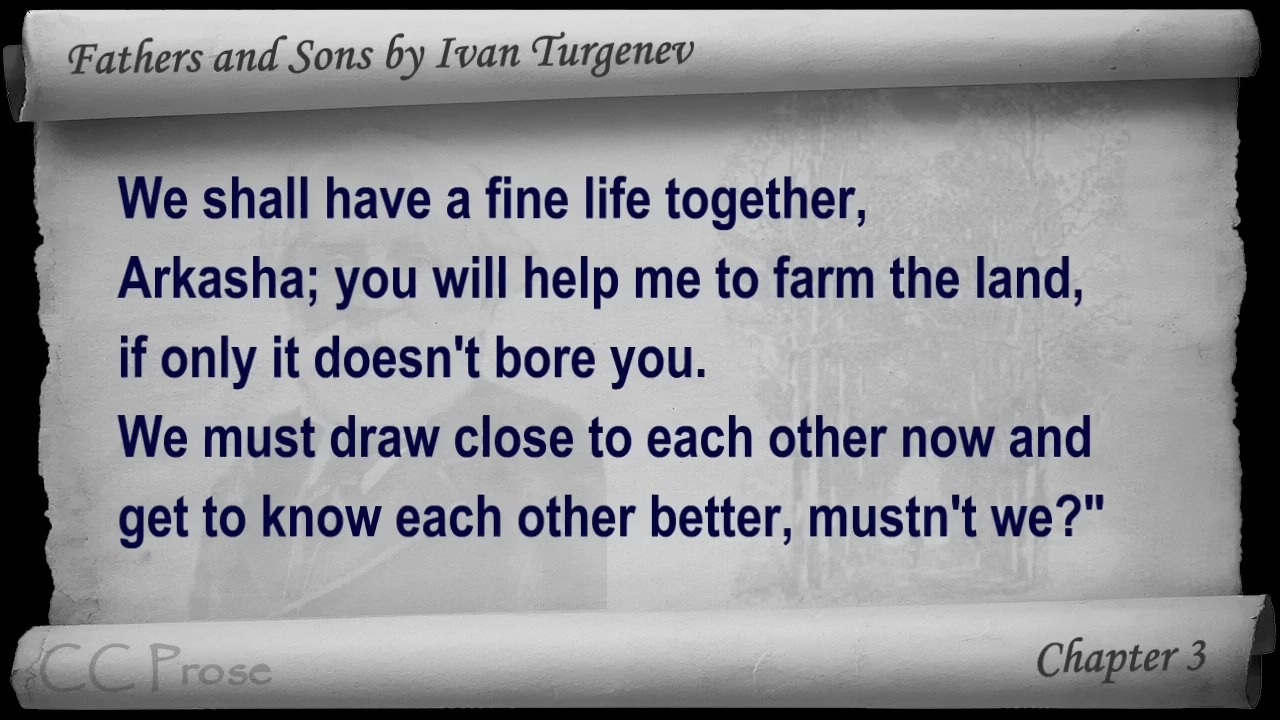 Fathers and Sons by Ivan Turgenev
We shall have a fine life together,
Arkasha; you will help me to farm the land,
if only it doesn't bore you.
We must draw close to each other now and
get to know each other better, mustn't we?"
CC Prose
Chapter 3